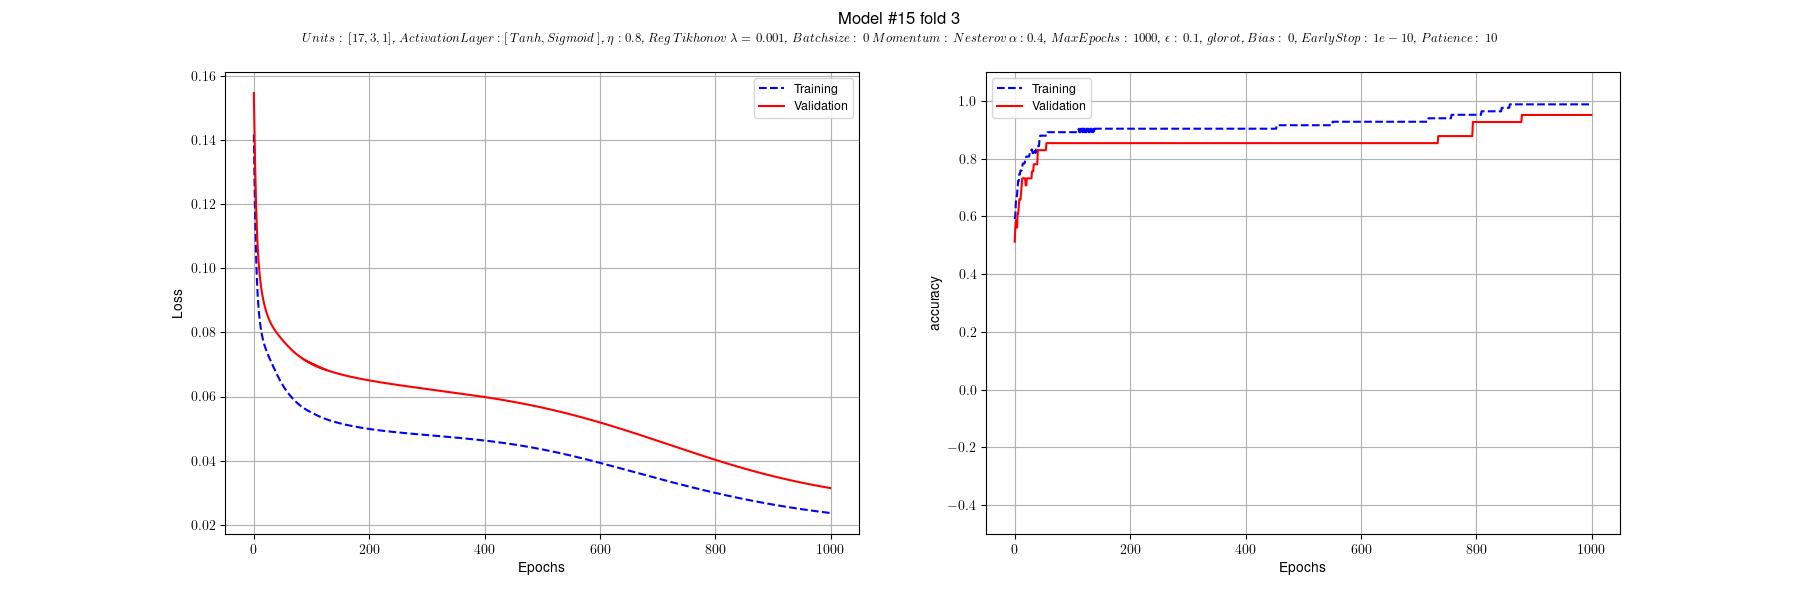 Model #15 fold 3
Units : [17, 3, 1], ActivationLayer : [ Tanh, Sigmoid ], η : 0.8, Reg Tikhonov λ = 0.001, Batchsize : 0 Momentum : Nesterov α : 0.4, MaxEpochs : 1000, ϵ : 0.1, glorot, Bias : 0, EarlyStop : 1e − 10, Patience : 10
0.16
0.14
0.12
0.10
0.08
0.06
0.04
0.02
Loss
0 200 400 600 800 1000
Epochs
Training
Validation
1.0
0.8
0.6
0.4
0.2
0.0
−0.2
−0.4
accuracy
0 200 400 600 800 1000
Epochs
Training
Validation